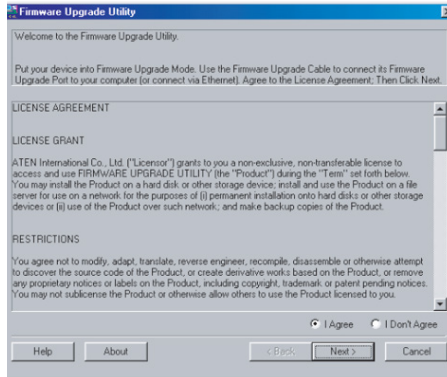 Firmware Upgrade Utility
Welcome to the Firmware Upgrade Utility.
Put your device into Firmware Upgrade Mode. Use the Firmware Upgrade Cable to connect its Firmware
Upgrade Port to your computer (or connect via Ethernet). Agree to the License Agreement; Then Click Next.
LICENSE AGREEMENT
LICENSE GRANT
ATEN International Co., Ltd. ("Licensor") grants to you a non-exclusive, non-transferable license to
access and use FIRMWARE UPGRADE UTILITY (the "Product") during the "Term" set forth below.
You may install the Product on a hard disk or other storage device; install and use the Product on a file
server for use on a network for the purposes of (i) permanent installation onto hard disks or other storage
devices or (ii) use of the Product over such network; and make backup copies of the Product.
RESTRICTIONS
You agree not to modify, adapt, translate, reverse engineer, recompile, disassemble or otherwise attempt
to discover the source code of the Product, or create derivative works based on the Product, or remove
any proprietary notices or labels on the Product, including copyright, trademark or patent pending notices.
You may not sublicense the Product or otherwise allow others to use the Product licensed to you.
I Agree I Don't Agree
Help About < Back Next > Cancel